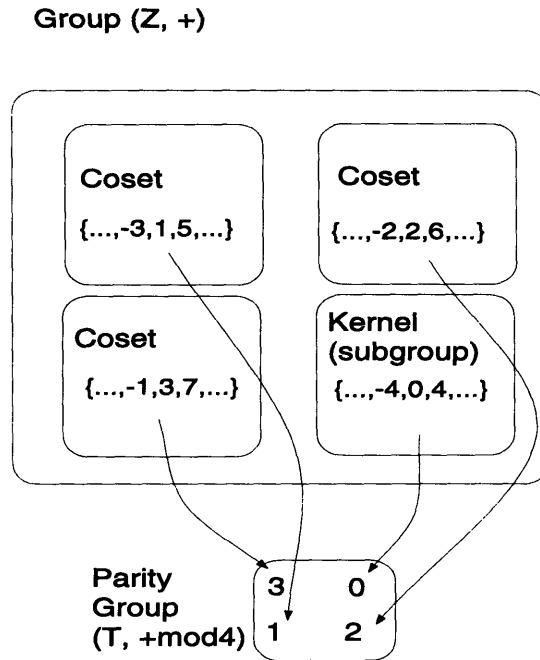 Group (Z, +)
Coset
{...,-3,1,5,...}
Coset
{...,-2,2,6,...}
Coset
{...,-1,3,7,...}
Kernel
(subgroup)
{...,-4,0,4,...}
Parity
Group
(T, +mod4)
3 0
1 2